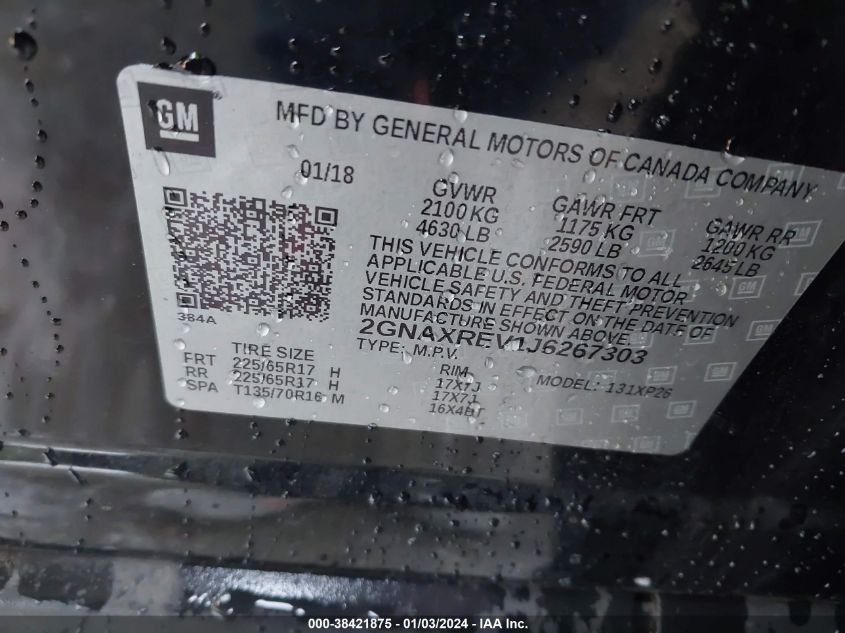 GM
MFD BY GENERAL MOTORS OF CANADA COMPANY
01/18
GVWR
2100 KG
4630 LB
GAWR FRT
1175 KG
2590 LB
GAWR RR
1200 KG
2645 LB
THIS VEHICLE CONFORMS TO ALL
APPLICABLE U.S. FEDERAL MOTOR
VEHICLE SAFETY AND THEFT PREVENTION
STANDARDS IN EFFECT ON THE DATE OF
MANUFACTURE SHOWN ABOVE.
2GNAXREV1J6267303
TYPE: M.P.V.
MODEL: 131XP26
384A
TIRE SIZE
FRT 225/65R17 H
RR 225/65R17 H
SPA T135/70R16 M
RIM
17X7J
17X7J
16X4BT
000-38421875 - 01/03/2024 - IAA Inc.